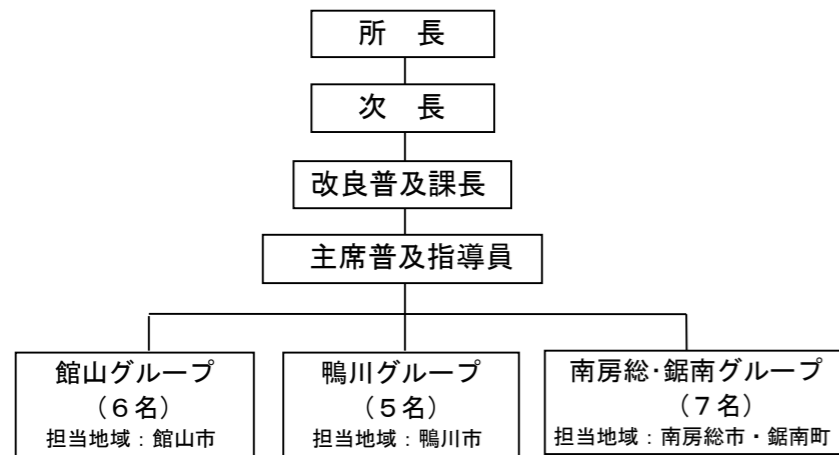 所　長
次　長
改良普及課長
主席普及指導員
館山グループ
（６名）
担当地域：館山市
鴨川グループ
（５名）
担当地域：鴨川市
南房総・鋸南グループ
（７名）
担当地域：南房総市・鋸南町